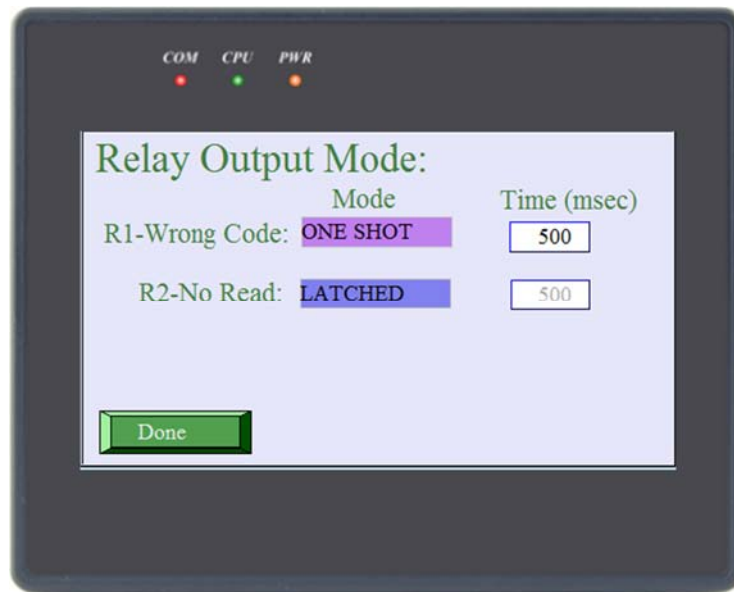 COM CPU PWR
Relay Output Mode:
Mode Time (msec)
R1-Wrong Code: ONE SHOT 500
R2-No Read: LATCHED 500
Done